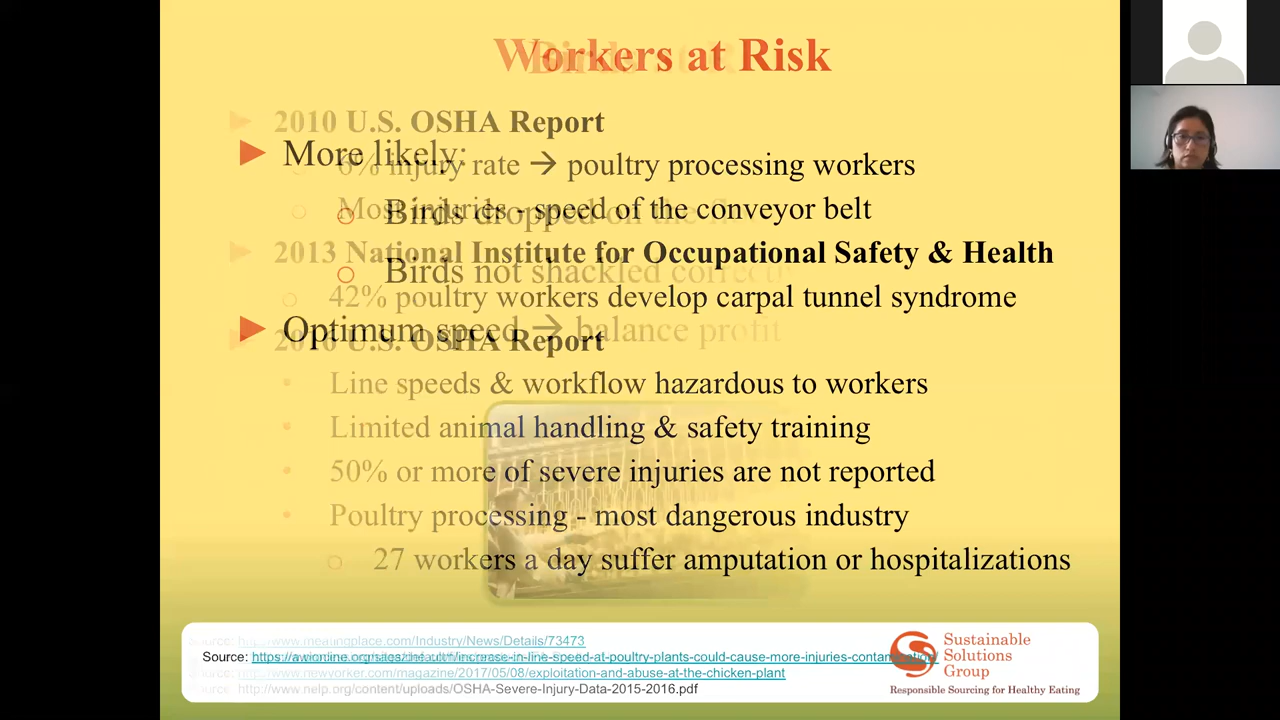 Workers at Risk
2010 U.S. OSHA Report
More likely:
6% injury rate → poultry processing workers
Most injuries - speed of the conveyor belt
Birds dropped on the
2013 National Institute for Occupational Safety & Health
Birds not shackled correctly
42% poultry workers develop carpal tunnel syndrome
Optimum speed → balance profit
U.S. OSHA Report
Line speeds & workflow hazardous to workers
Limited animal handling & safety training
50% or more of severe injuries are not reported
Poultry processing - most dangerous industry
27 workers a day suffer amputation or hospitalizations
Source: http://www.meatingplace.com/Industry/News/Details/73473
Source:
www.newyorker.com/magazine/2017/05/08/exploitation-and-abuse-at-the-chicken-plant
Source: http://www.nelp.org/content/uploads/OSHA-Severe-Injury-Data-2015-2016.pdf
Sustainable
Solutions
Group
Responsible Sourcing for Healthy Eating